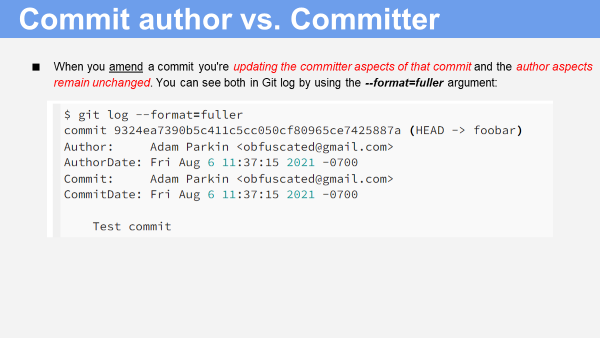 Commit author vs. Committer
When you amend a commit you're updating the committer aspects of that commit and the author aspects
remain unchanged. You can see both in Git log by using the --format=fuller argument:
$ git log --format=fuller
commit 9324ea7390b5c411c5cc050cf80965ce7425887a (HEAD -> foobar)
Author:     Adam Parkin <obfuscated@gmail.com>
AuthorDate: Fri Aug 6 11:37:15 2021 -0700
Commit:     Adam Parkin <obfuscated@gmail.com>
CommitDate: Fri Aug 6 11:37:15 2021 -0700
Test commit